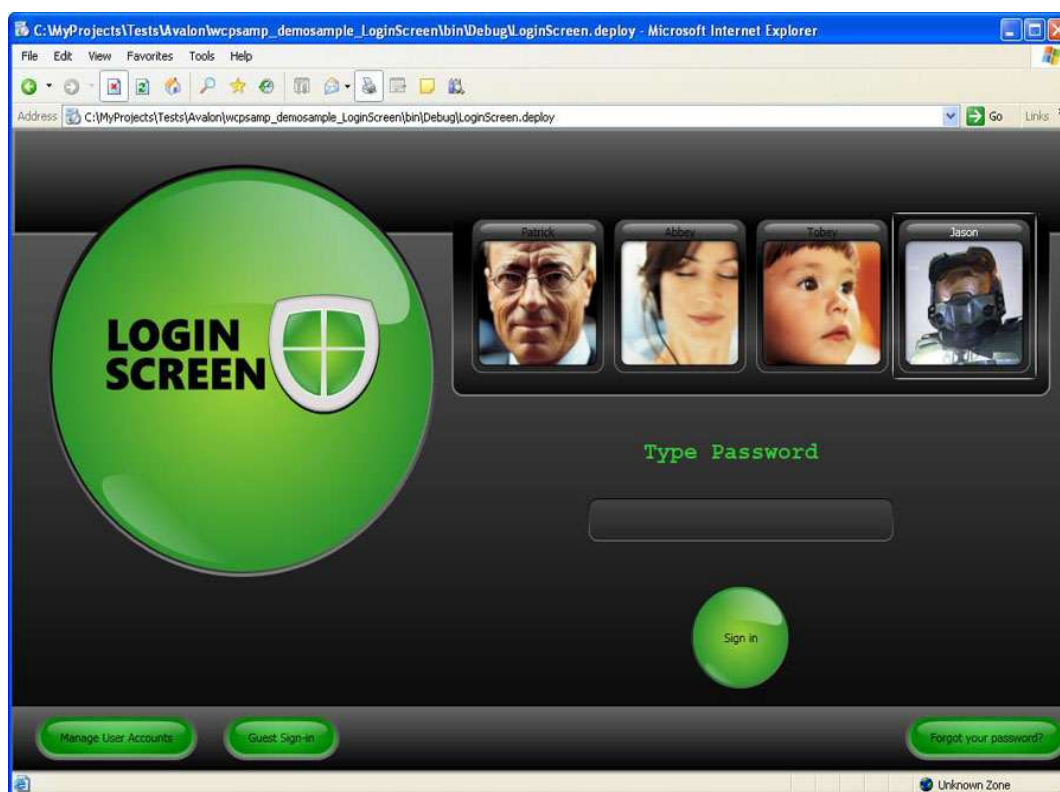 C:\MyProjects\Tests\Avalon\wcpsamp_demosample_LoginScreen\bin\Debug\LoginScreen.deploy - Microsoft Internet Explorer
File Edit View Favorites Tools Help
Address C:\MyProjects\Tests\Avalon\wcpsamp_demosample_LoginScreen\bin\Debug\LoginScreen.deploy Go Links
Patrick Abbey Tobey Jason
LOGIN
SCREEN
Type Password
Sign in
Manage User Accounts Guest Sign-in Forgot your password?
Unknown Zone